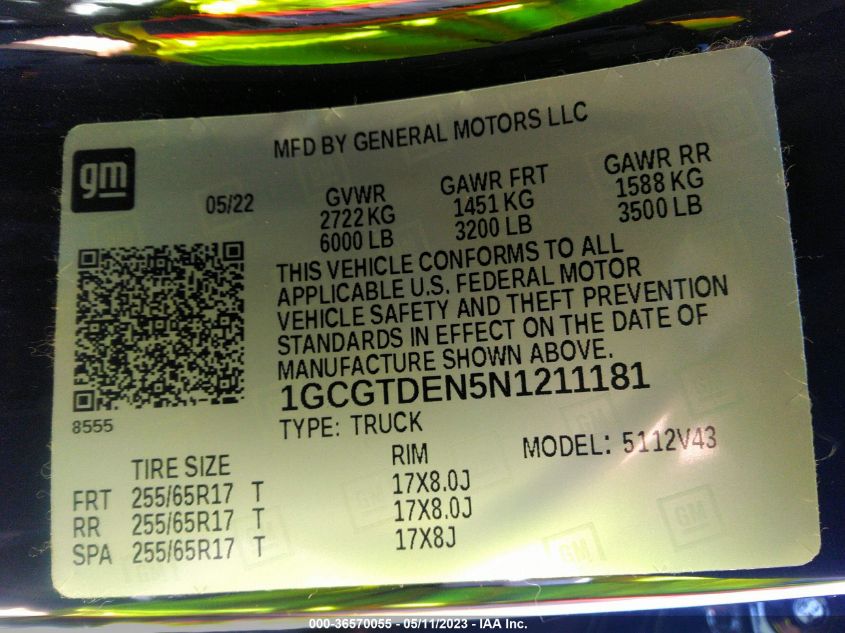 MFD BY GENERAL MOTORS LLC
gm
05/22
GVWR GAWR FRT GAWR RR
2722 KG 1451 KG 1588 KG
6000 LB 3200 LB 3500 LB
THIS VEHICLE CONFORMS TO ALL
APPLICABLE U.S. FEDERAL MOTOR
VEHICLE SAFETY AND THEFT PREVENTION
STANDARDS IN EFFECT ON THE DATE OF
MANUFACTURE SHOWN ABOVE.
1GCGTDEN5N1211181
8555
TYPE: TRUCK
MODEL: 5112V43
TIRE SIZE RIM
FRT 255/65R17 T 17X8.0J
RR 255/65R17 T 17X8.0J
SPA 255/65R17 T 17X8J
000-36570055 - 05/11/2023 - IAA Inc.